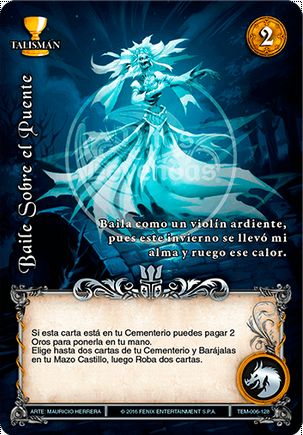 TALISMÁN
2
Baile Sobre el Puente
Baila como un violín ardiente,
pues este invierno se llevó mi
alma y ruego ese calor.
Si esta carta está en tu Cementerio puedes pagar 2
Oros para ponerla en tu mano.
Elige hasta dos cartas de tu Cementerio y Barájalas
en tu Mazo Castillo, luego Roba dos cartas.
ARTE: MAURICIO HERRERA
© 2016 FENIX ENTERTAINMENT S.P.A.
TEM-006-128